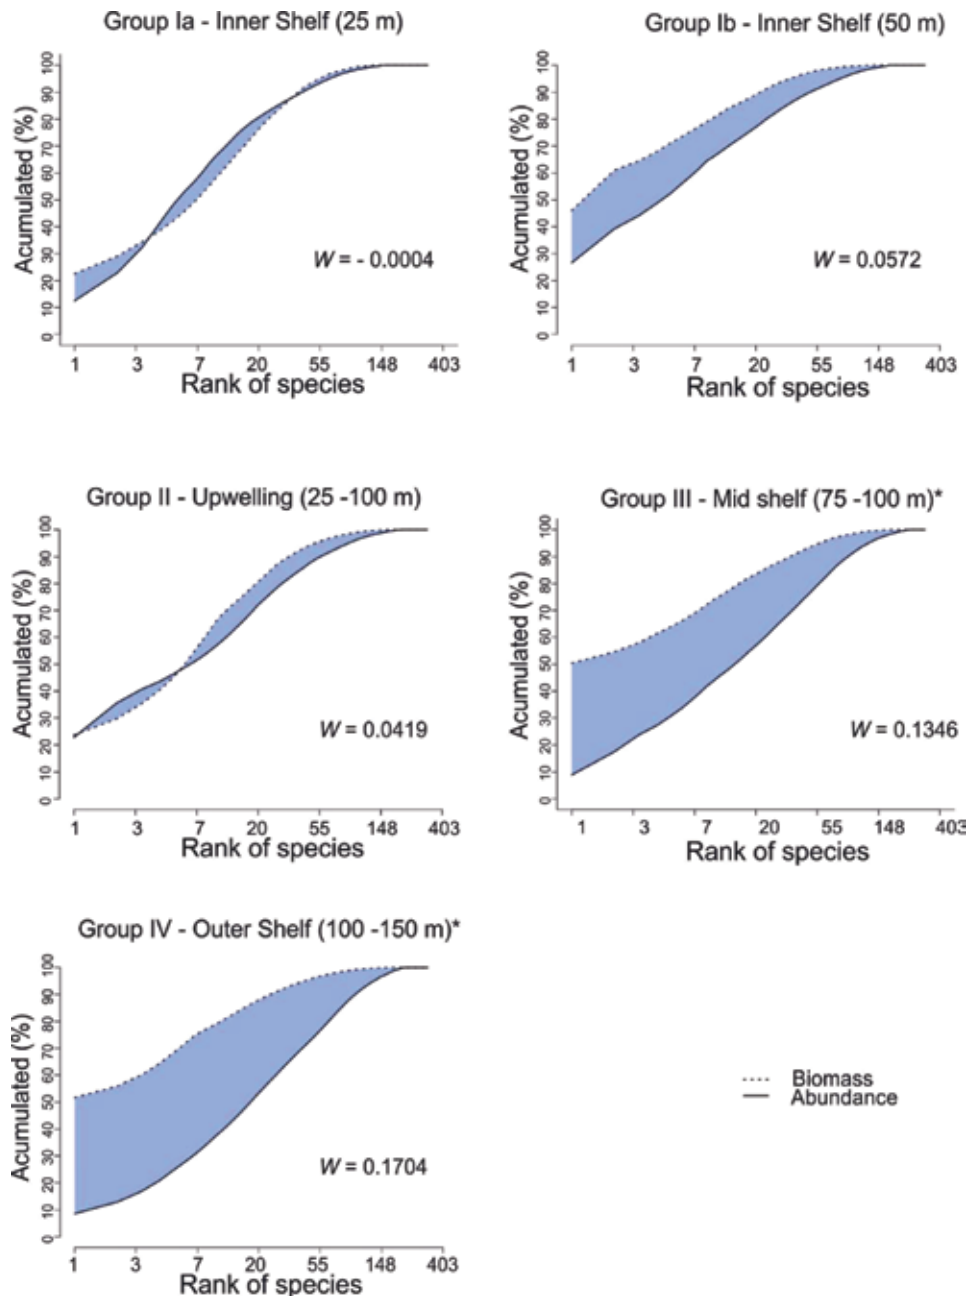 Group Ia - Inner Shelf (25 m)
Acumulated (%)
0 10 20 30 40 50 60 70 80 90 100
W = - 0.0004
1 3 7 20 55 148 403
Rank of species
Group Ib - Inner Shelf (50 m)
Acumulated (%)
0 10 20 30 40 50 60 70 80 90 100
W = 0.0572
1 3 7 20 55 148 403
Rank of species
Group II - Upwelling (25 -100 m)
Acumulated (%)
0 10 20 30 40 50 60 70 80 90 100
W = 0.0419
1 3 7 20 55 148 403
Rank of species
Group III - Mid shelf (75 -100 m)*
Acumulated (%)
0 10 20 30 40 50 60 70 80 90 100
W = 0.1346
1 3 7 20 55 148 403
Rank of species
Group IV - Outer Shelf (100 -150 m)*
Acumulated (%)
0 10 20 30 40 50 60 70 80 90 100
W = 0.1704
1 3 7 20 55 148 403
Rank of species
Biomass
Abundance